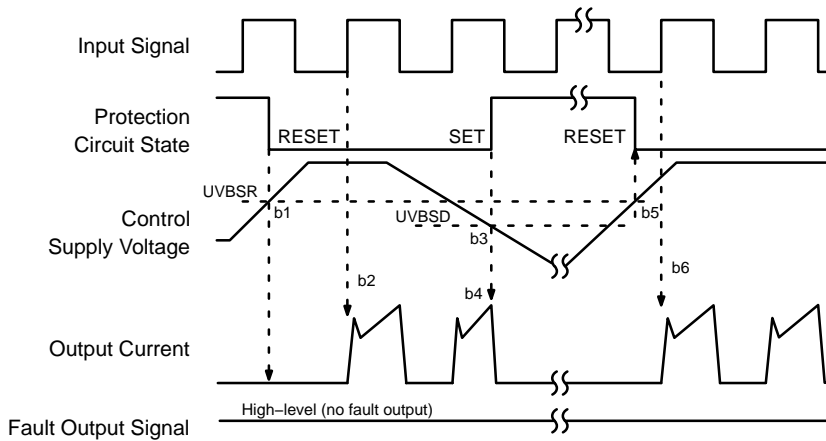 Input Signal
Protection
Circuit State
RESET
SET
RESET
UVBSR
b1
UVBSD
b3
b5
Control
Supply Voltage
b2
b4
b6
Output Current
High−level (no fault output)
Fault Output Signal